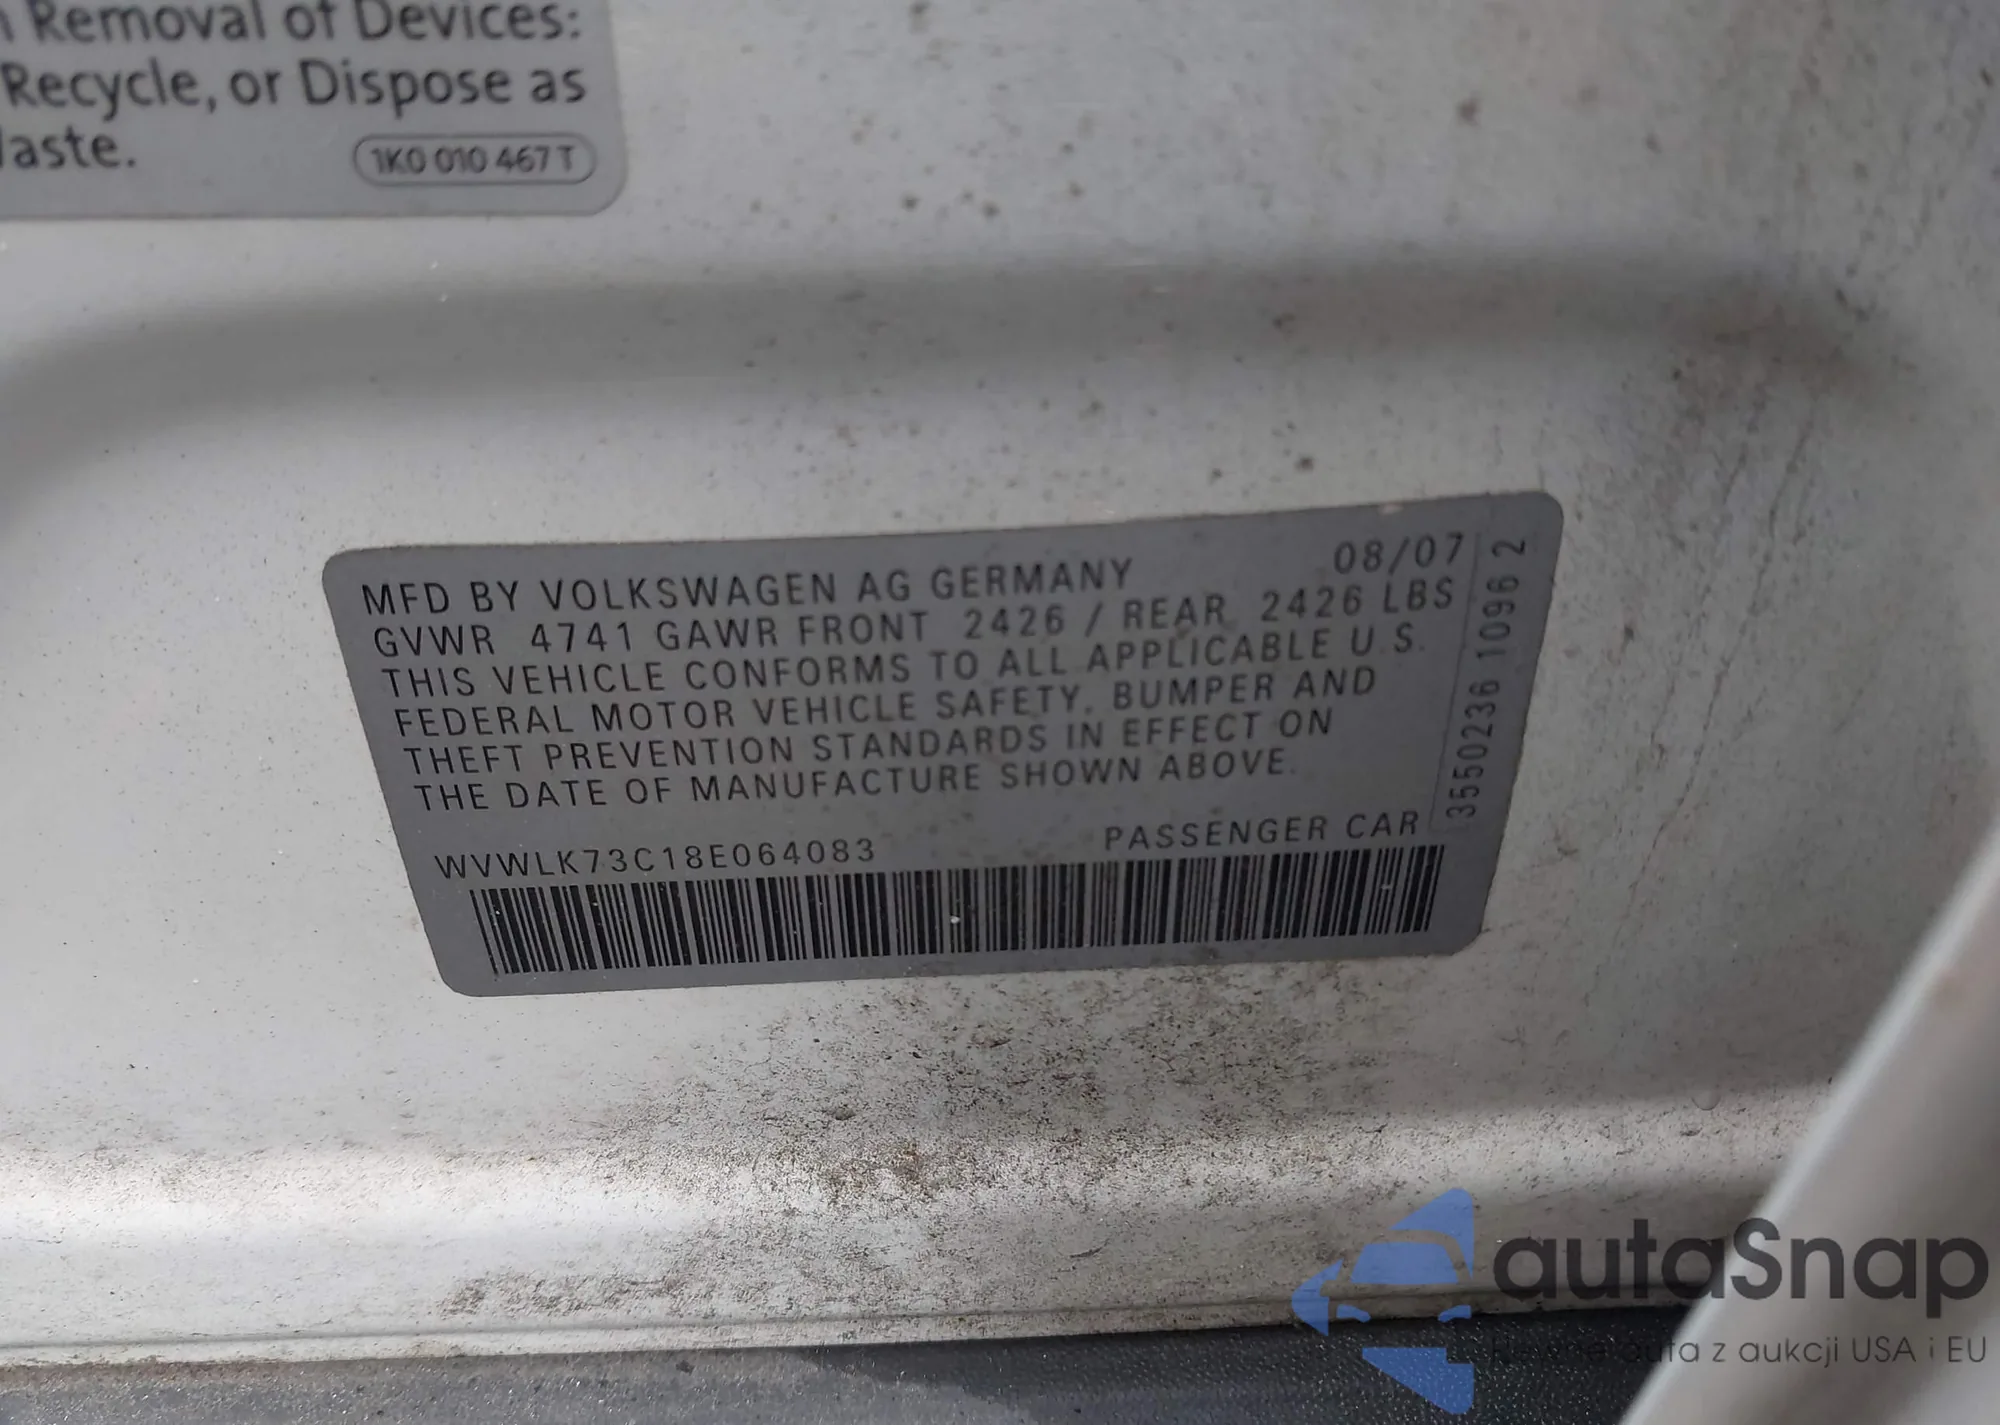 Removal of Devices:
Recycle, or Dispose as
Waste.
1K0 010 467 T
MFD BY VOLKSWAGEN AG GERMANY 08/07
GVWR 4741 GAWR FRONT 2426 / REAR 2426 LBS
THIS VEHICLE CONFORMS TO ALL APPLICABLE U.S.
FEDERAL MOTOR VEHICLE SAFETY, BUMPER AND
THEFT PREVENTION STANDARDS IN EFFECT ON
THE DATE OF MANUFACTURE SHOWN ABOVE.
WVWLK73C18E064083 PASSENGER CAR
3550236 1096 2
autaSnap
auta z aukcji USA i EU